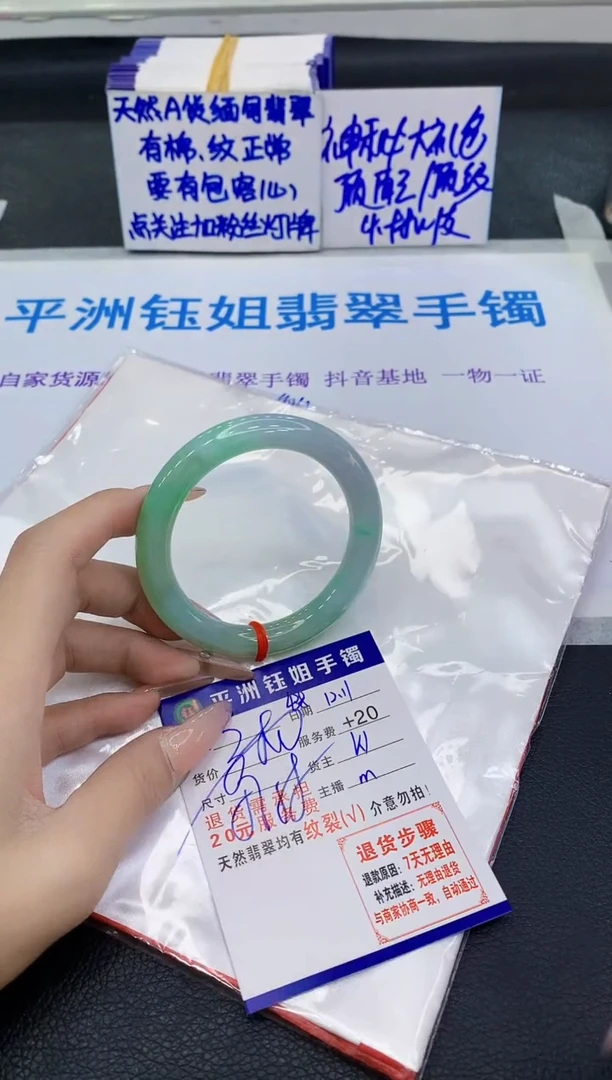 天然A货缅甸翡翠
有棉、纹正常
要有包容心
点关注加粉丝灯牌
平洲钰姐翡翠手镯
自家货源
翡翠手镯 抖音基地 一物一证
平洲钰姐手镯
日期 12.11
服务费 +20
货价
货主 W
尺寸
主播 m
退货需承担
20元服务费
天然翡翠均有纹裂(√) 介意勿拍!
退货步骤
退款原因: 7天无理由
补充描述: 无理由退货
与商家协商一致，自动通过